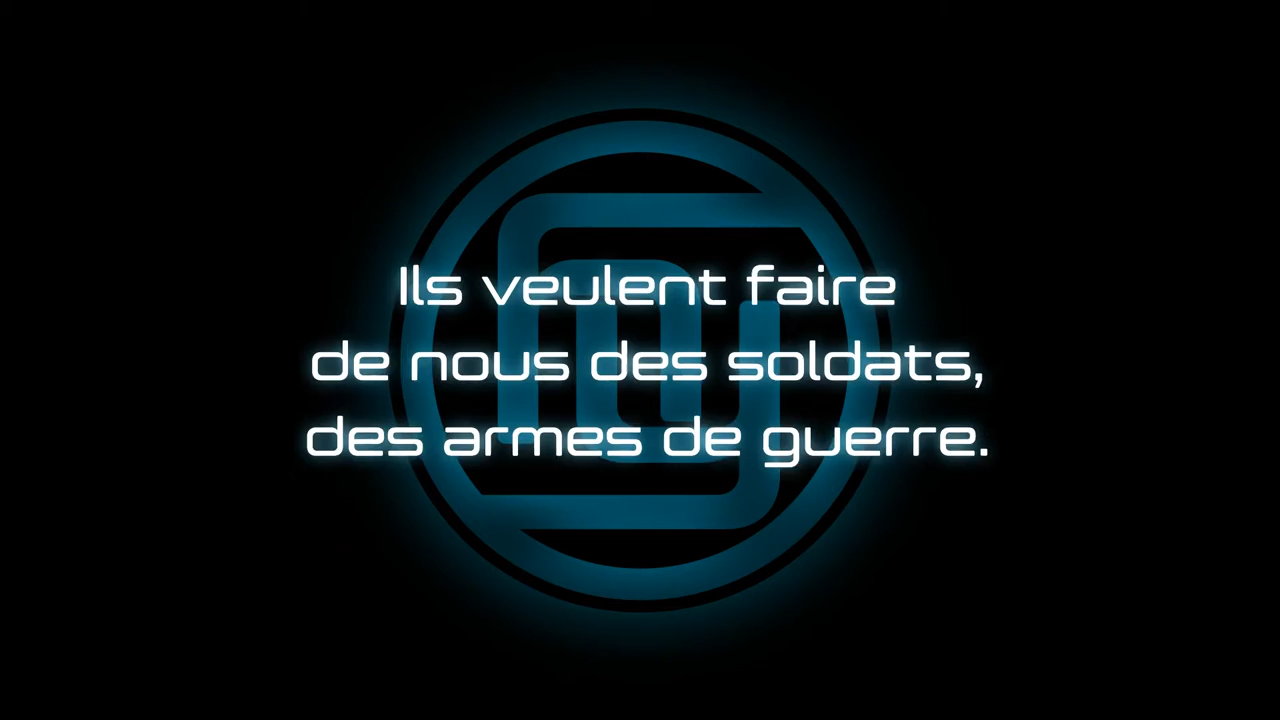 Ils veulent faire
de nous des soldats,
des armes de guerre.